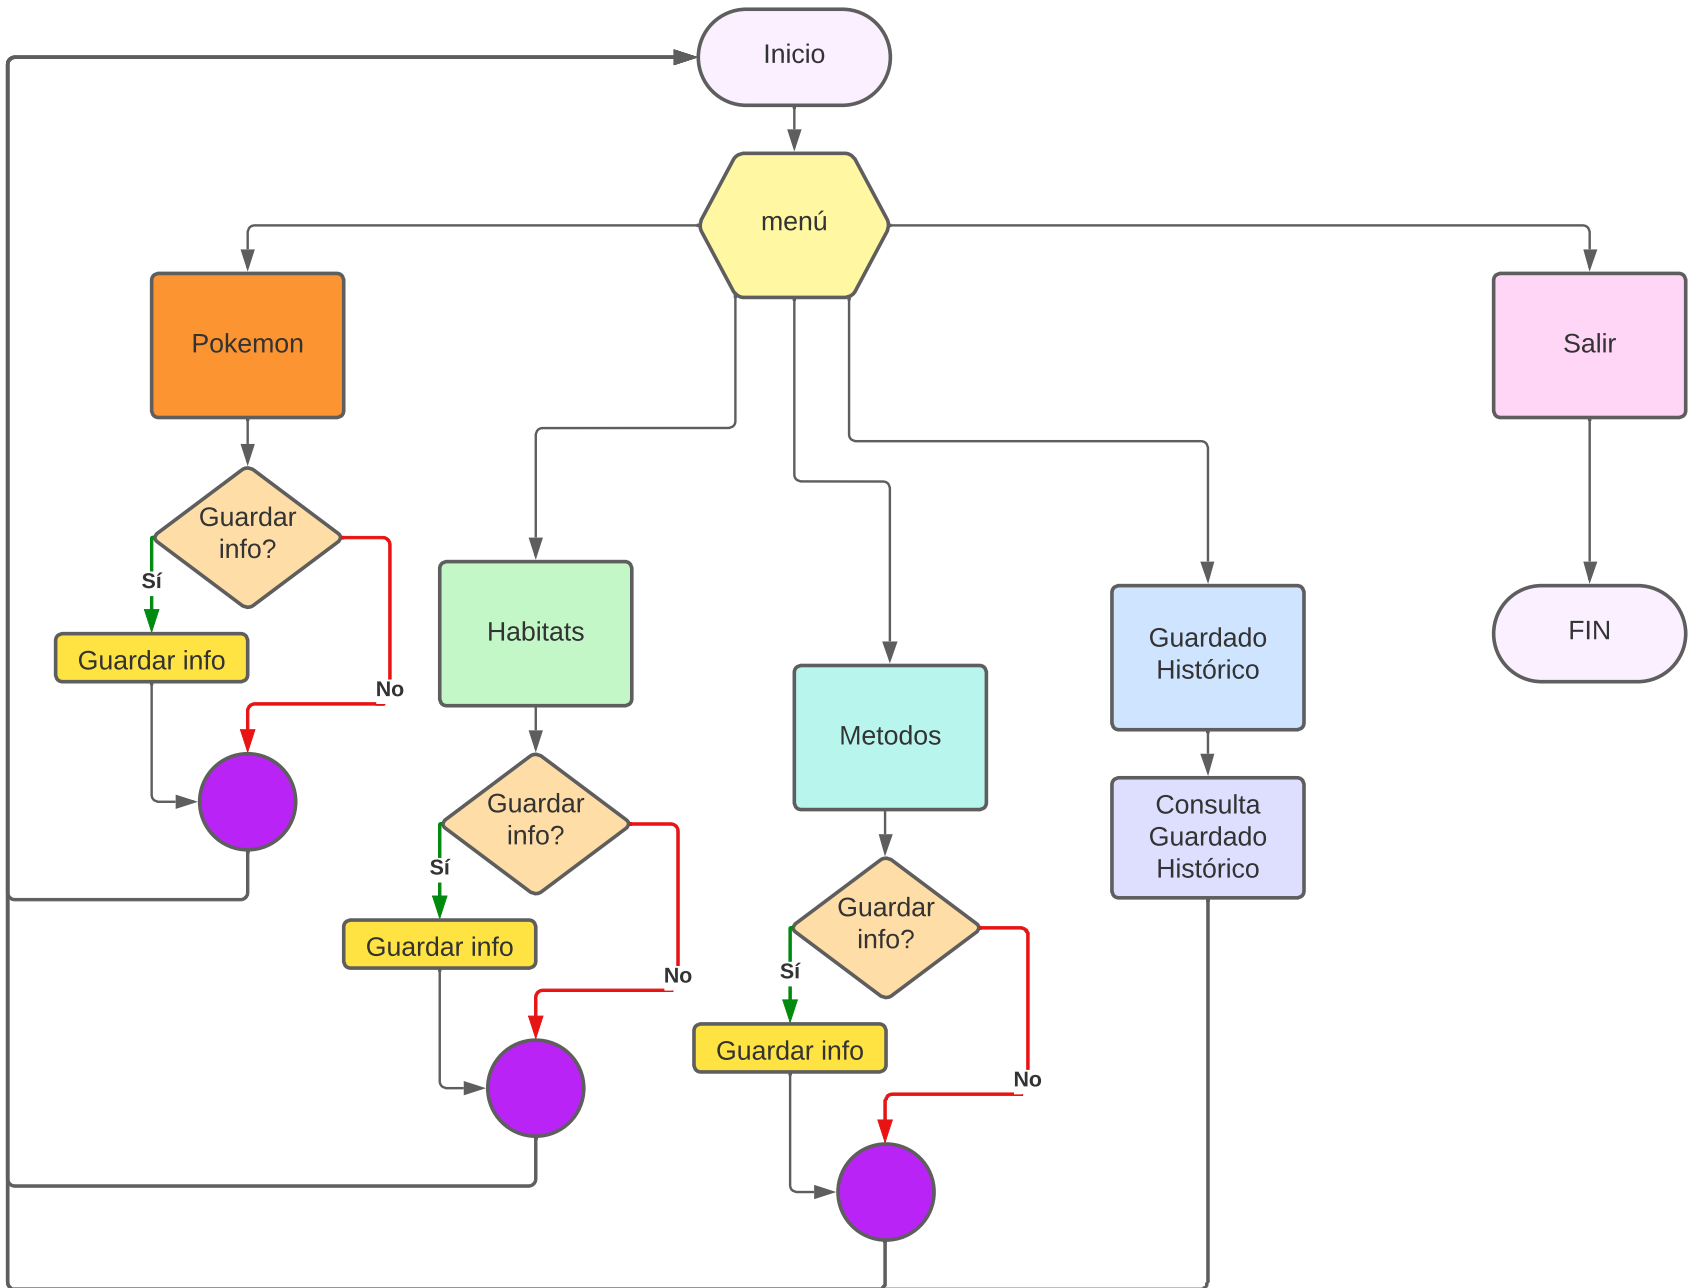 Inicio
menú
Pokemon
Salir
Guardar
info?
Sí
No
Guardar info
Habitats
Guardar
info?
Sí
No
Guardar info
Metodos
Guardar
info?
Sí
No
Guardar info
Guardado
Histórico
Consulta
Guardado
Histórico
FIN